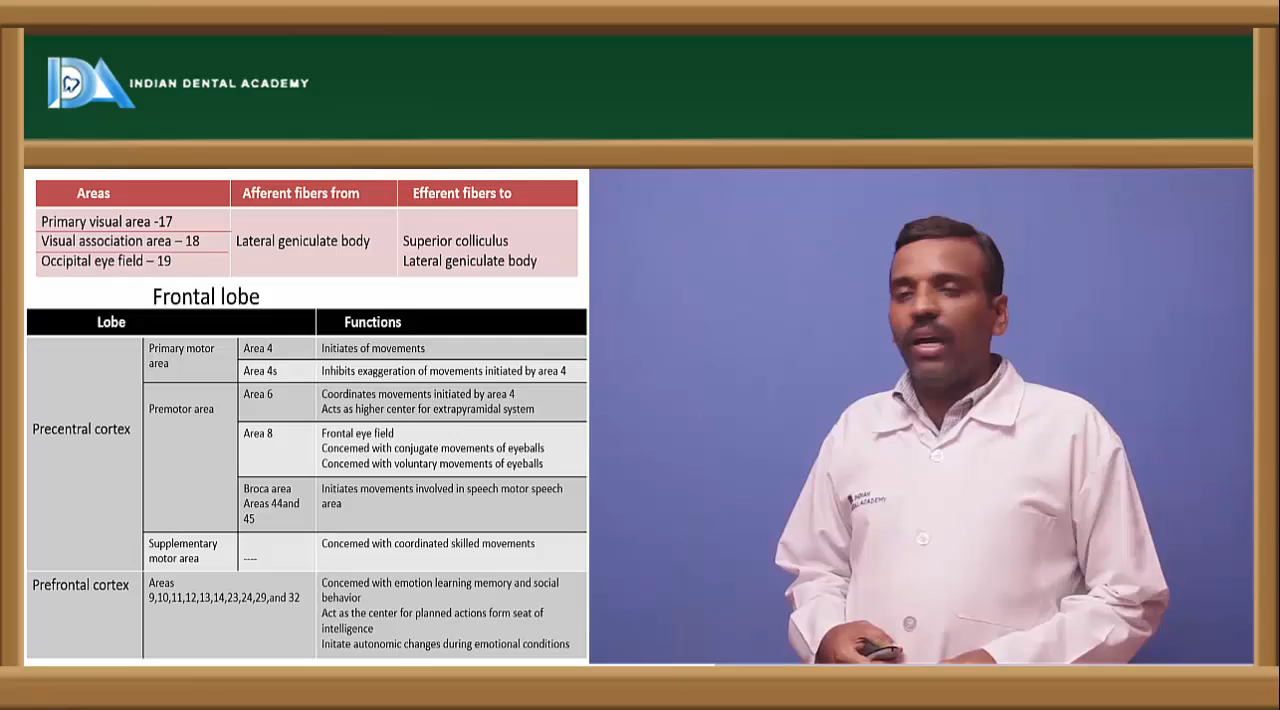 INDIAN DENTAL ACADEMY
Areas Afferent fibers from Efferent fibers to
Primary visual area -17
Visual association area – 18 Lateral geniculate body Superior colliculus
Occipital eye field – 19 Lateral geniculate body
Frontal lobe
Lobe Functions
Primary motor Area 4 Initiates of movements
area
Area 4s Inhibits exaggeration of movements initiated by area 4
Area 6 Coordinates movements initiated by area 4
Premotor area Acts as higher center for extrapyramidal system
Precentral cortex
Area 8 Frontal eye field
Concemed with conjugate movements of eyeballs
Concemed with voluntary movements of eyeballs
Broca area Initiates movements involved in speech motor speech
Areas 44and area
45
Supplementary Concemed with coordinated skilled movements
motor area ----
Prefrontal cortex Areas Concemed with emotion learning memory and social
9,10,11,12,13,14,23,24,29,and 32 behavior
Act as the center for planned actions form seat of
intelligence
Initate autonomic changes during emotional conditions
INDIAN
ACADEMY